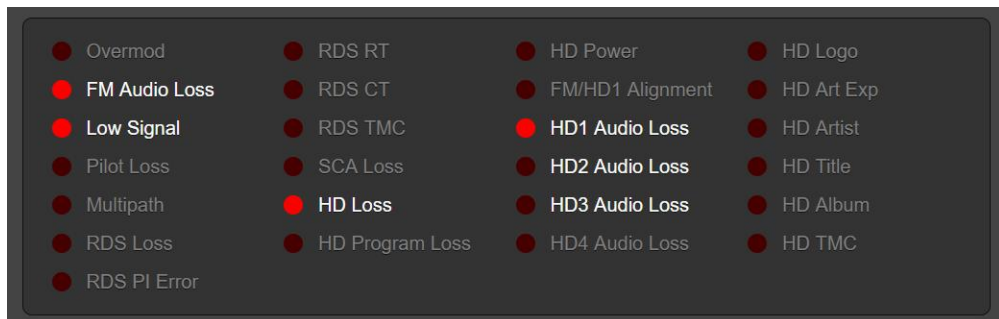 Overmod
FM Audio Loss
Low Signal
Pilot Loss
Multipath
RDS Loss
RDS PI Error
RDS RT
RDS CT
RDS TMC
SCA Loss
HD Loss
HD Program Loss
HD Power
FM/HD1 Alignment
HD1 Audio Loss
HD2 Audio Loss
HD3 Audio Loss
HD4 Audio Loss
HD Logo
HD Art Exp
HD Artist
HD Title
HD Album
HD TMC